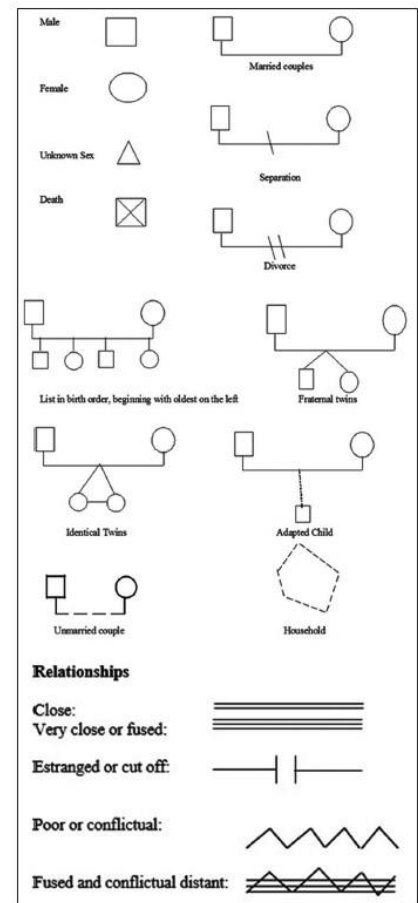 Male
Married couples
Female
Unknown Sex
Separation
Death
Divorce
List in birth order, beginning with oldest on the left
Fraternal twins
Identical Twins
Adapted Child
Unmarried couple
Household
Relationships
Close:
Very close or fused:
Estranged or cut off:
Poor or conflictual:
Fused and conflictual distant: